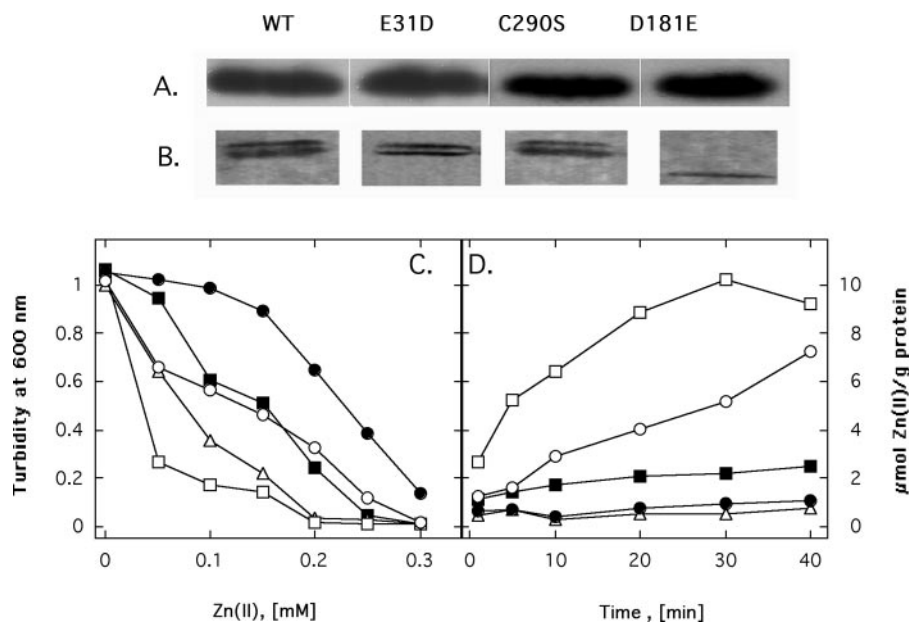 WT E31D C290S D181E
A.
B.
C. D.
1 10
0.8 8
0.6 6
0.4 4
0.2 2
0 0
Turbidity at 600 nm
µmol Zn(II)/g protein
0 0.1 0.2 0.3 0 10 20 30 40
Zn(II), [mM] Time , [min]